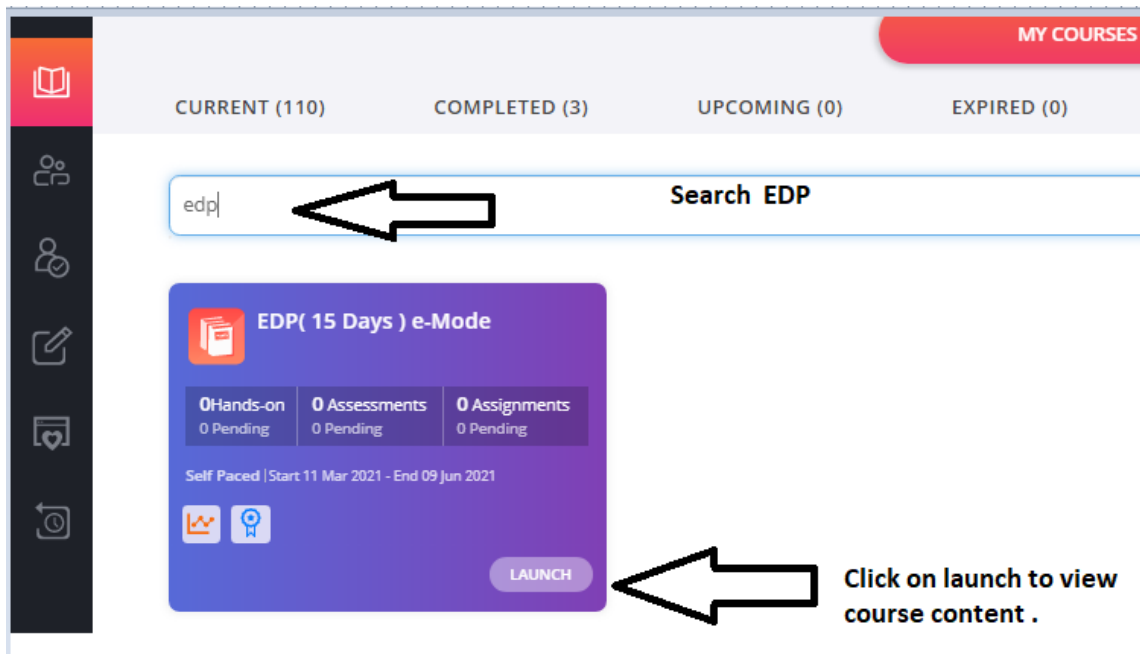 MY COURSES
CURRENT (110) COMPLETED (3) UPCOMING (0) EXPIRED (0)
edp Search EDP
EDP( 15 Days ) e-Mode
0Hands-on 0 Assessments 0 Assignments
0 Pending 0 Pending 0 Pending
Self Paced |Start 11 Mar 2021 - End 09 Jun 2021
LAUNCH
Click on launch to view
course content .